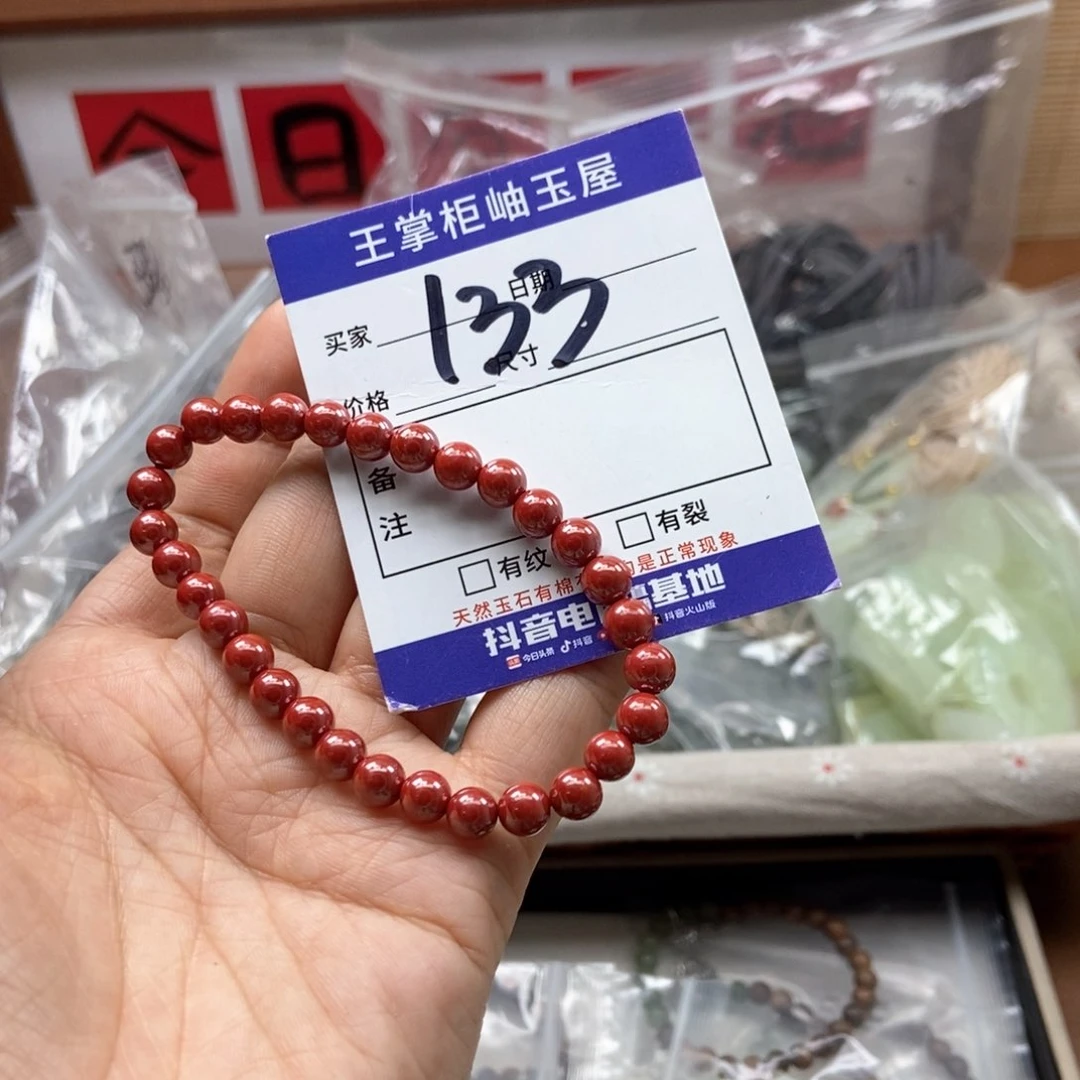 今日
王掌柜岫玉屋
133
日期
买家
尺寸
价格
备注
有纹
有裂
天然玉石有棉
是正常现象
抖音电
基地
今日头条 抖音
抖音火山版